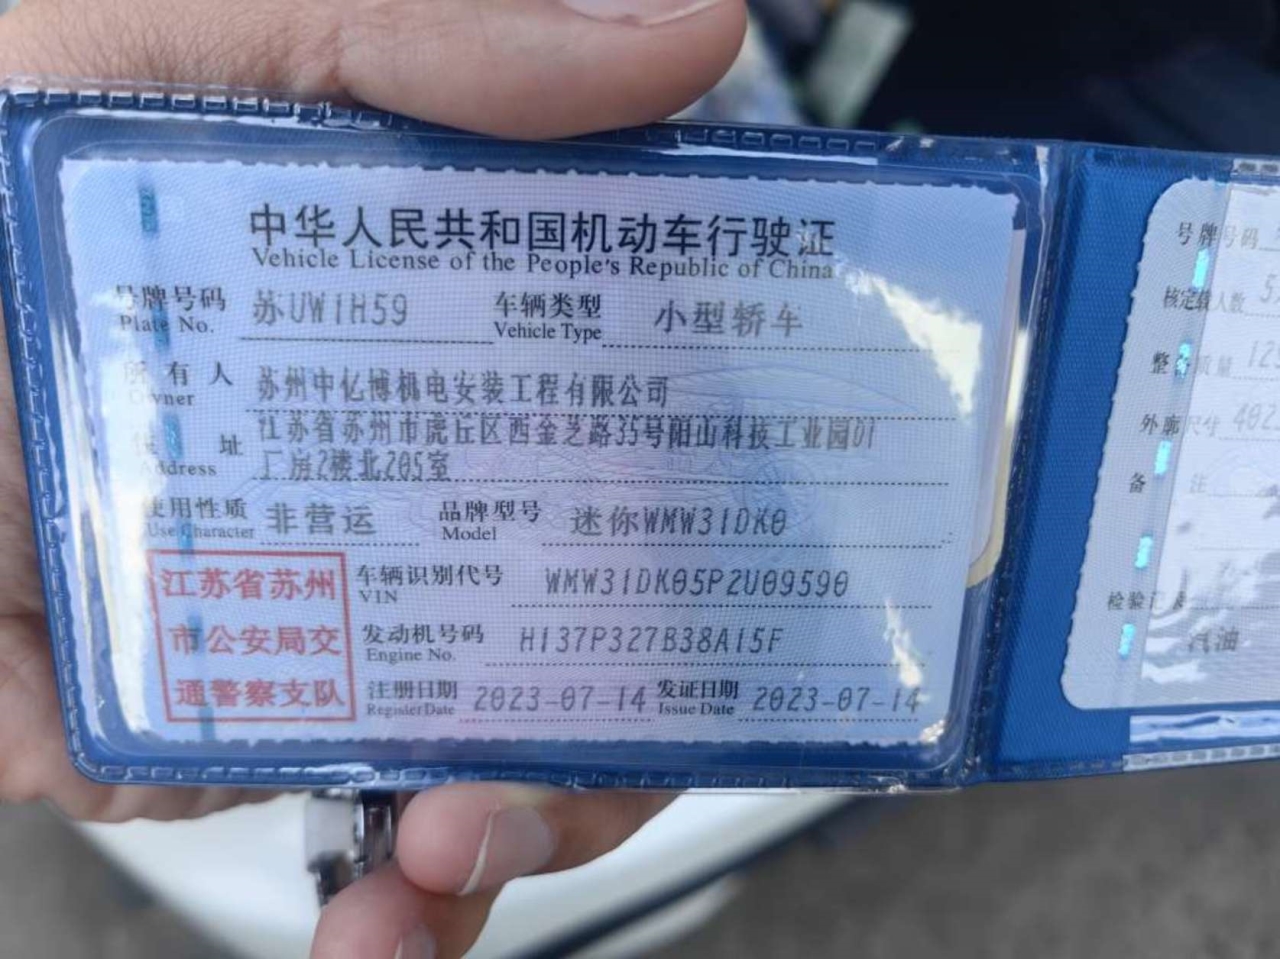 中华人民共和国机动车行驶证
Vehicle License of the People's Republic of China
号牌号码 苏UW1H59 车辆类型 小型轿车
Plate No. Vehicle Type
所有人 苏州中亿博机电安装工程有限公司
Owner
住址 江苏省苏州市虎丘区西金芝路35号阳山科技工业园D1
Address 厂房2楼北205室
使用性质 非营运 品牌型号 迷你WMW31DK0
Use Character Model
江苏省苏州
市公安局交
通警察支队
车辆识别代号 WMW31DK05P2U09590
VIN
发动机号码 H137P327B38A15F
Engine No.
注册日期 2023-07-14 发证日期 2023-07-14
Register Date Issue Date
号牌号码
核定载人数 5
整备质量
外廓尺寸 402
备注
检验记录
汽油